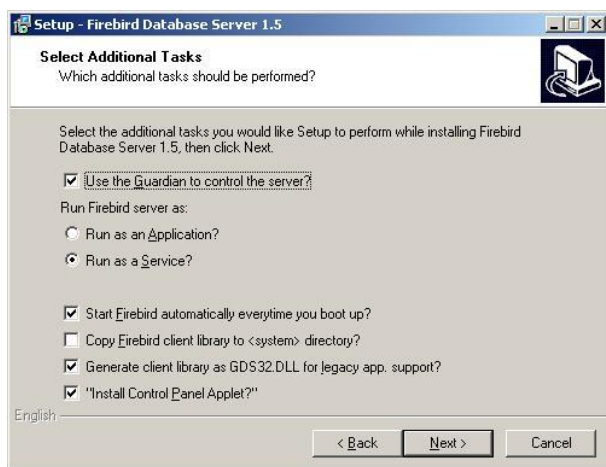 Setup - Firebird Database Server 1.5
Select Additional Tasks
Which additional tasks should be performed?
Select the additional tasks you would like Setup to perform while installing Firebird
Database Server 1.5, then click Next.
Use the Guardian to control the server?
Run Firebird server as:
Run as an Application?
Run as a Service?
Start Firebird automatically everytime you boot up?
Copy Firebird client library to <system> directory?
Generate client library as GDS32.DLL for legacy app. support?
"Install Control Panel Applet?"
English
< Back
Next >
Cancel